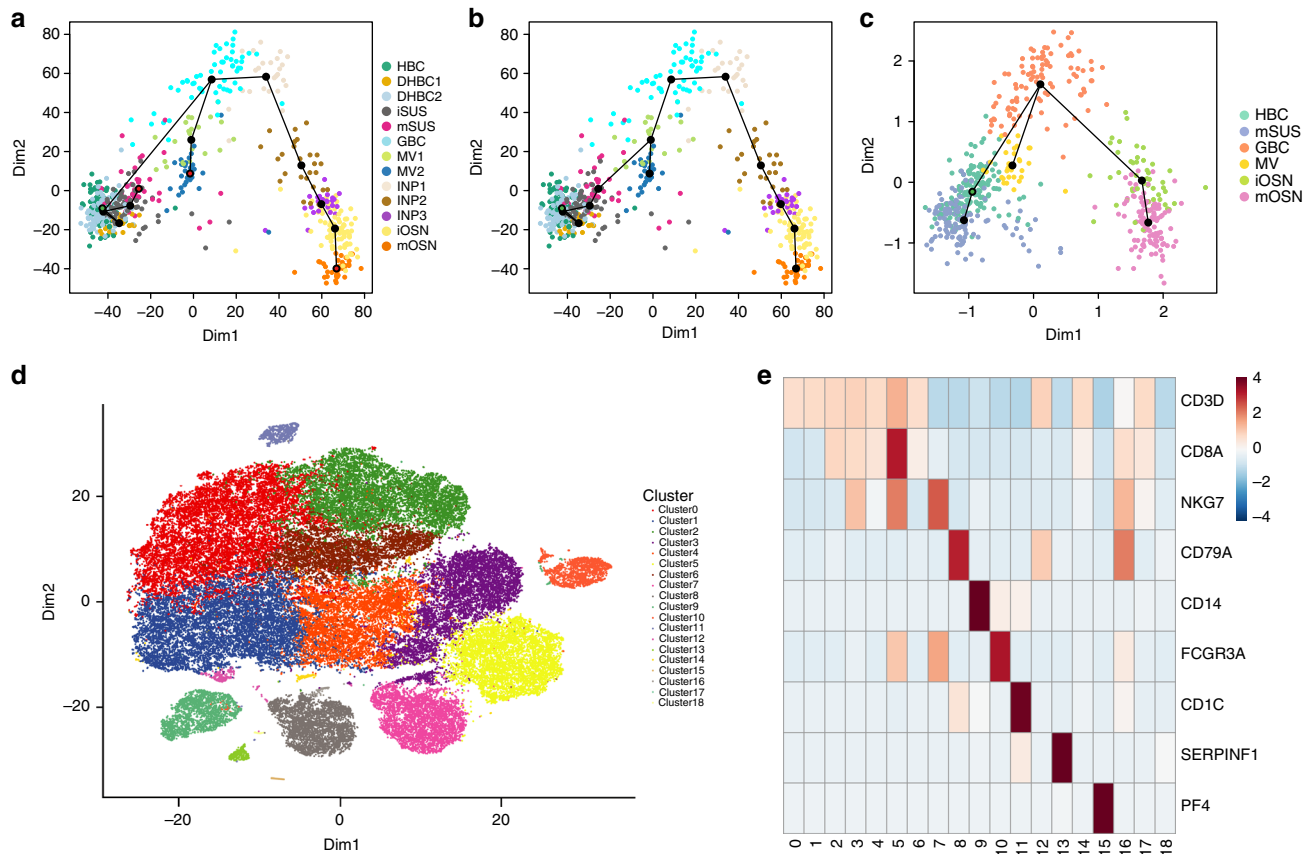 a
80
60
40
20
0
−20
−40
Dim2
−40 −20 0 20 40 60 80
Dim1
HBC
DHBC1
DHBC2
iSUS
mSUS
GBC
MV1
MV2
INP1
INP2
INP3
iOSN
mOSN
b
80
60
40
20
0
−20
−40
Dim2
−40 −20 0 20 40 60 80
Dim1
c
2
1
0
−1
Dim2
−1 0 1 2
Dim1
HBC
mSUS
GBC
MV
iOSN
mOSN
d
20
0
−20
Dim2
−20 0 20
Dim1
Cluster
Cluster0
Cluster1
Cluster2
Cluster3
Cluster4
Cluster5
Cluster6
Cluster7
Cluster8
Cluster9
Cluster10
Cluster11
Cluster12
Cluster13
Cluster14
Cluster15
Cluster16
Cluster17
Cluster18
e
CD3D
CD8A
NKG7
CD79A
CD14
FCGR3A
CD1C
SERPINF1
PF4
0 1 2 3 4 5 6 7 8 9 10 11 12 13 14 15 16 17 18
4
2
0
−2
−4